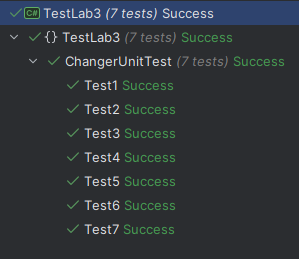 C# TestLab3 (7 tests) Success
{} TestLab3 (7 tests) Success
ChangerUnitTest (7 tests) Success
Test1 Success
Test2 Success
Test3 Success
Test4 Success
Test5 Success
Test6 Success
Test7 Success